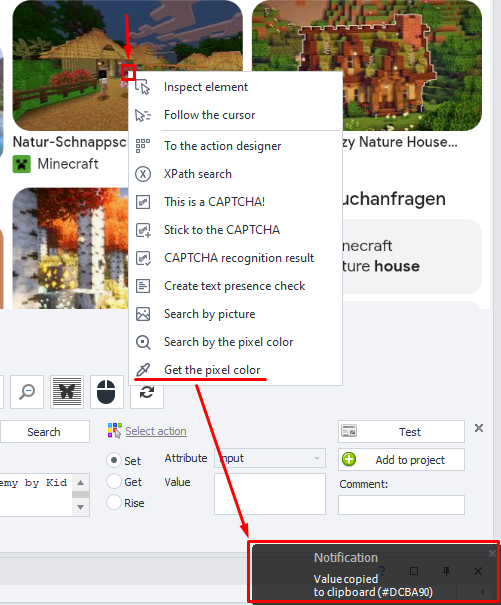 Natur-Schnappsc
Minecraft
zy Nature House...
Inspect element
Follow the cursor
To the action designer
XPath search
This is a CAPTCHA!
Stick to the CAPTCHA
CAPTCHA recognition result
Create text presence check
Search by picture
Search by the pixel color
Get the pixel color
uchanfragen
necraft
ture house
Search
Select action
Test
Set
Attribute
input
Add to project
emy by Kid
Get
Value
Comment:
Rise
Notification
Value copied
to clipboard (#DCBA90)